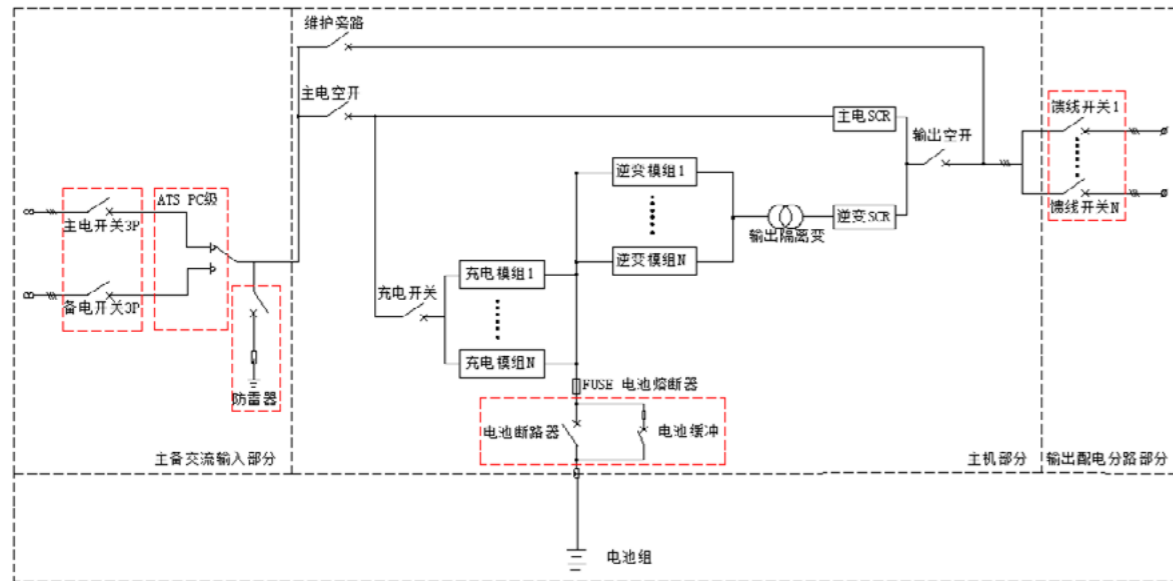 维护旁路
主电空开
主电SCR
输出空开
馈线开关1
馈线开关N
ATS PC级
主电开关3P
备电开关3P
防雷器
逆变模组1
逆变模组N
输出隔离变
逆变SCR
充电开关
充电模组1
充电模组N
FUSE 电池熔断器
电池断路器
电池缓冲
主备交流输入部分
主机部分
输出配电分路部分
电池组